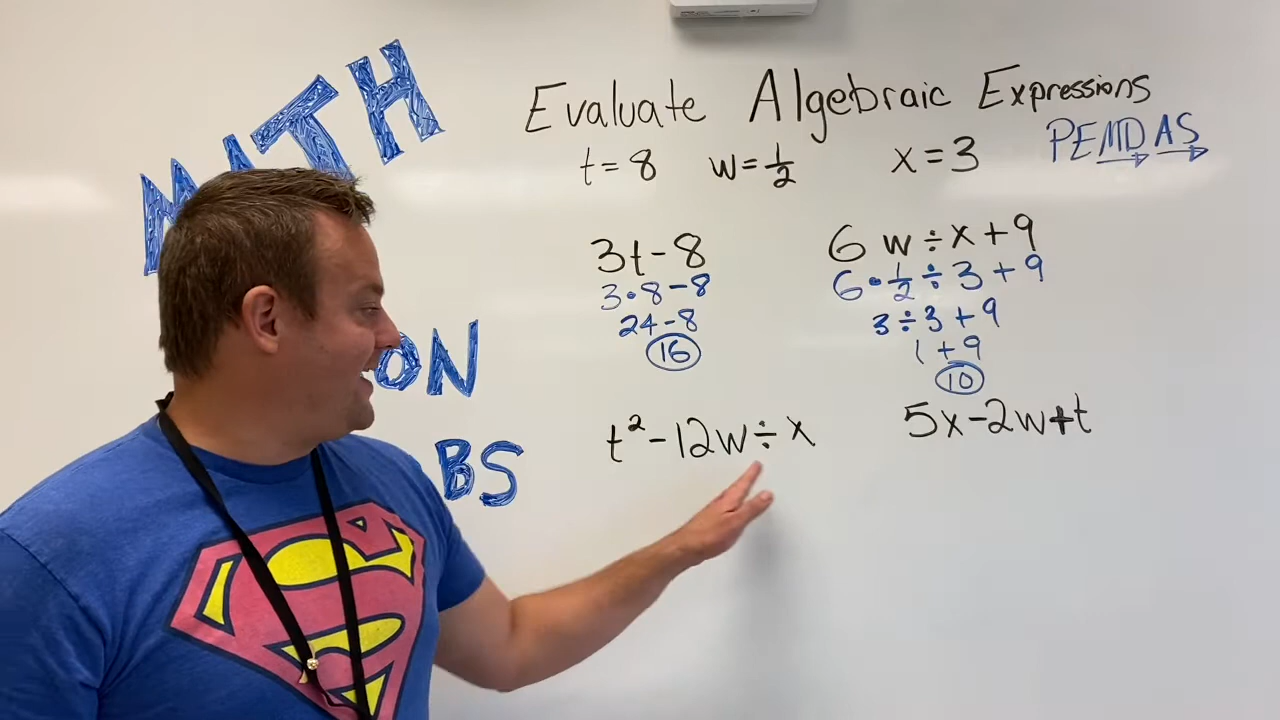 MATH
ON
BS
Evaluate Algebraic Expressions
t=8 w=1/2 x=3 PEMDAS
3t-8
3•8-8
24-8
16
6 w÷x+9
6•1/2÷3+9
3÷3+9
1+9
10
t²-12w÷x
5x-2w+t